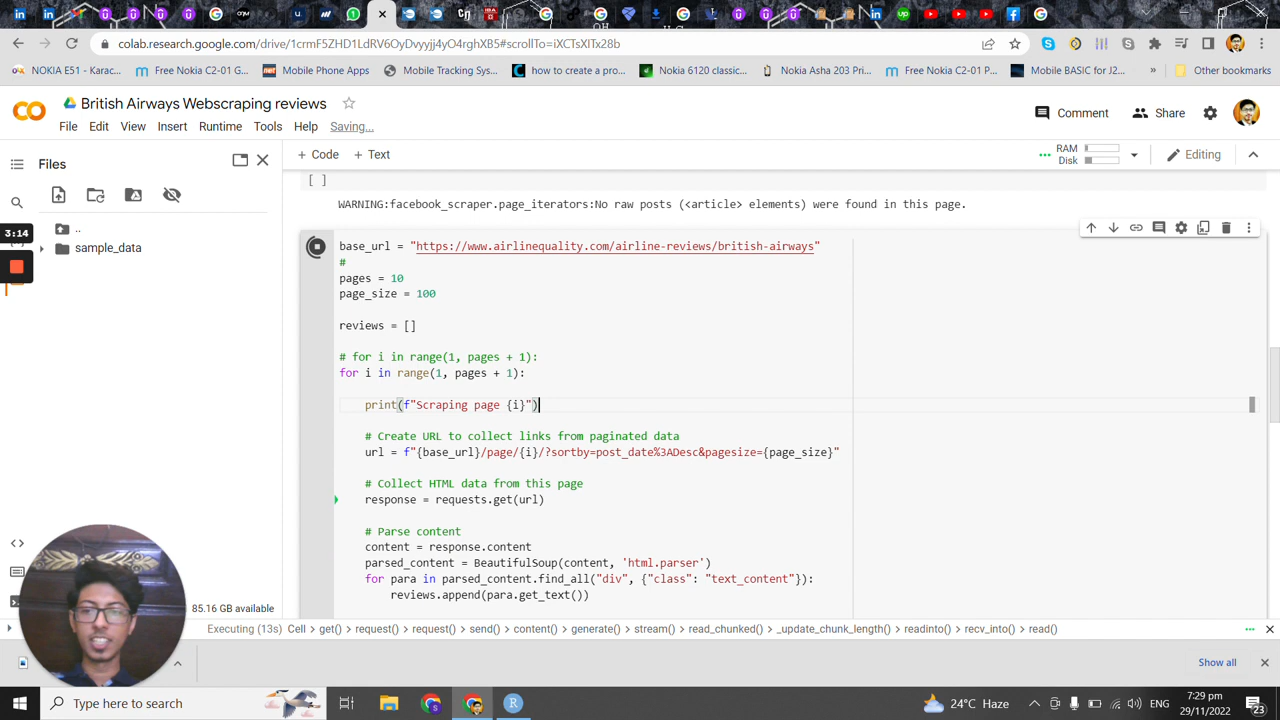 colab.research.google.com/drive/1crmF5ZHD1LdRV6OyDvyyjj4yO4rghXB5#scrollTo=iXCTsXlTx28b
NOKIA E51 - Karac...
Free Nokia C2-01 G...
Mobile Phone Apps
Mobile Tracking Sys...
how to create a pro...
Nokia 6120 classic...
Nokia Asha 203 Pri...
Free Nokia C2-01 P...
Mobile BASIC for J2...
»
Other bookmarks
British Airways Webscraping reviews
File Edit View Insert Runtime Tools Help Saving...
Comment
Share
+ Code + Text
RAM
Disk
Editing
Files
..
sample_data
3:14
85.16 GB available
[ ]
WARNING:facebook_scraper.page_iterators:No raw posts (<article> elements) were found in this page.
base_url = "https://www.airlinequality.com/airline-reviews/british-airways"
#
pages = 10
page_size = 100
reviews = []
# for i in range(1, pages + 1):
for i in range(1, pages + 1):
print(f"Scraping page {i}")
# Create URL to collect links from paginated data
url = f"{base_url}/page/{i}/?sortby=post_date%3ADesc&pagesize={page_size}"
# Collect HTML data from this page
response = requests.get(url)
# Parse content
content = response.content
parsed_content = BeautifulSoup(content, 'html.parser')
for para in parsed_content.find_all("div", {"class": "text_content"}):
reviews.append(para.get_text())
Executing (13s) Cell > get() > request() > request() > send() > content() > generate() > stream() > read_chunked() > _update_chunk_length() > readinto() > recv_into() > read()
Show all
Type here to search
24°C Haze
ENG
7:29 pm
29/11/2022
23